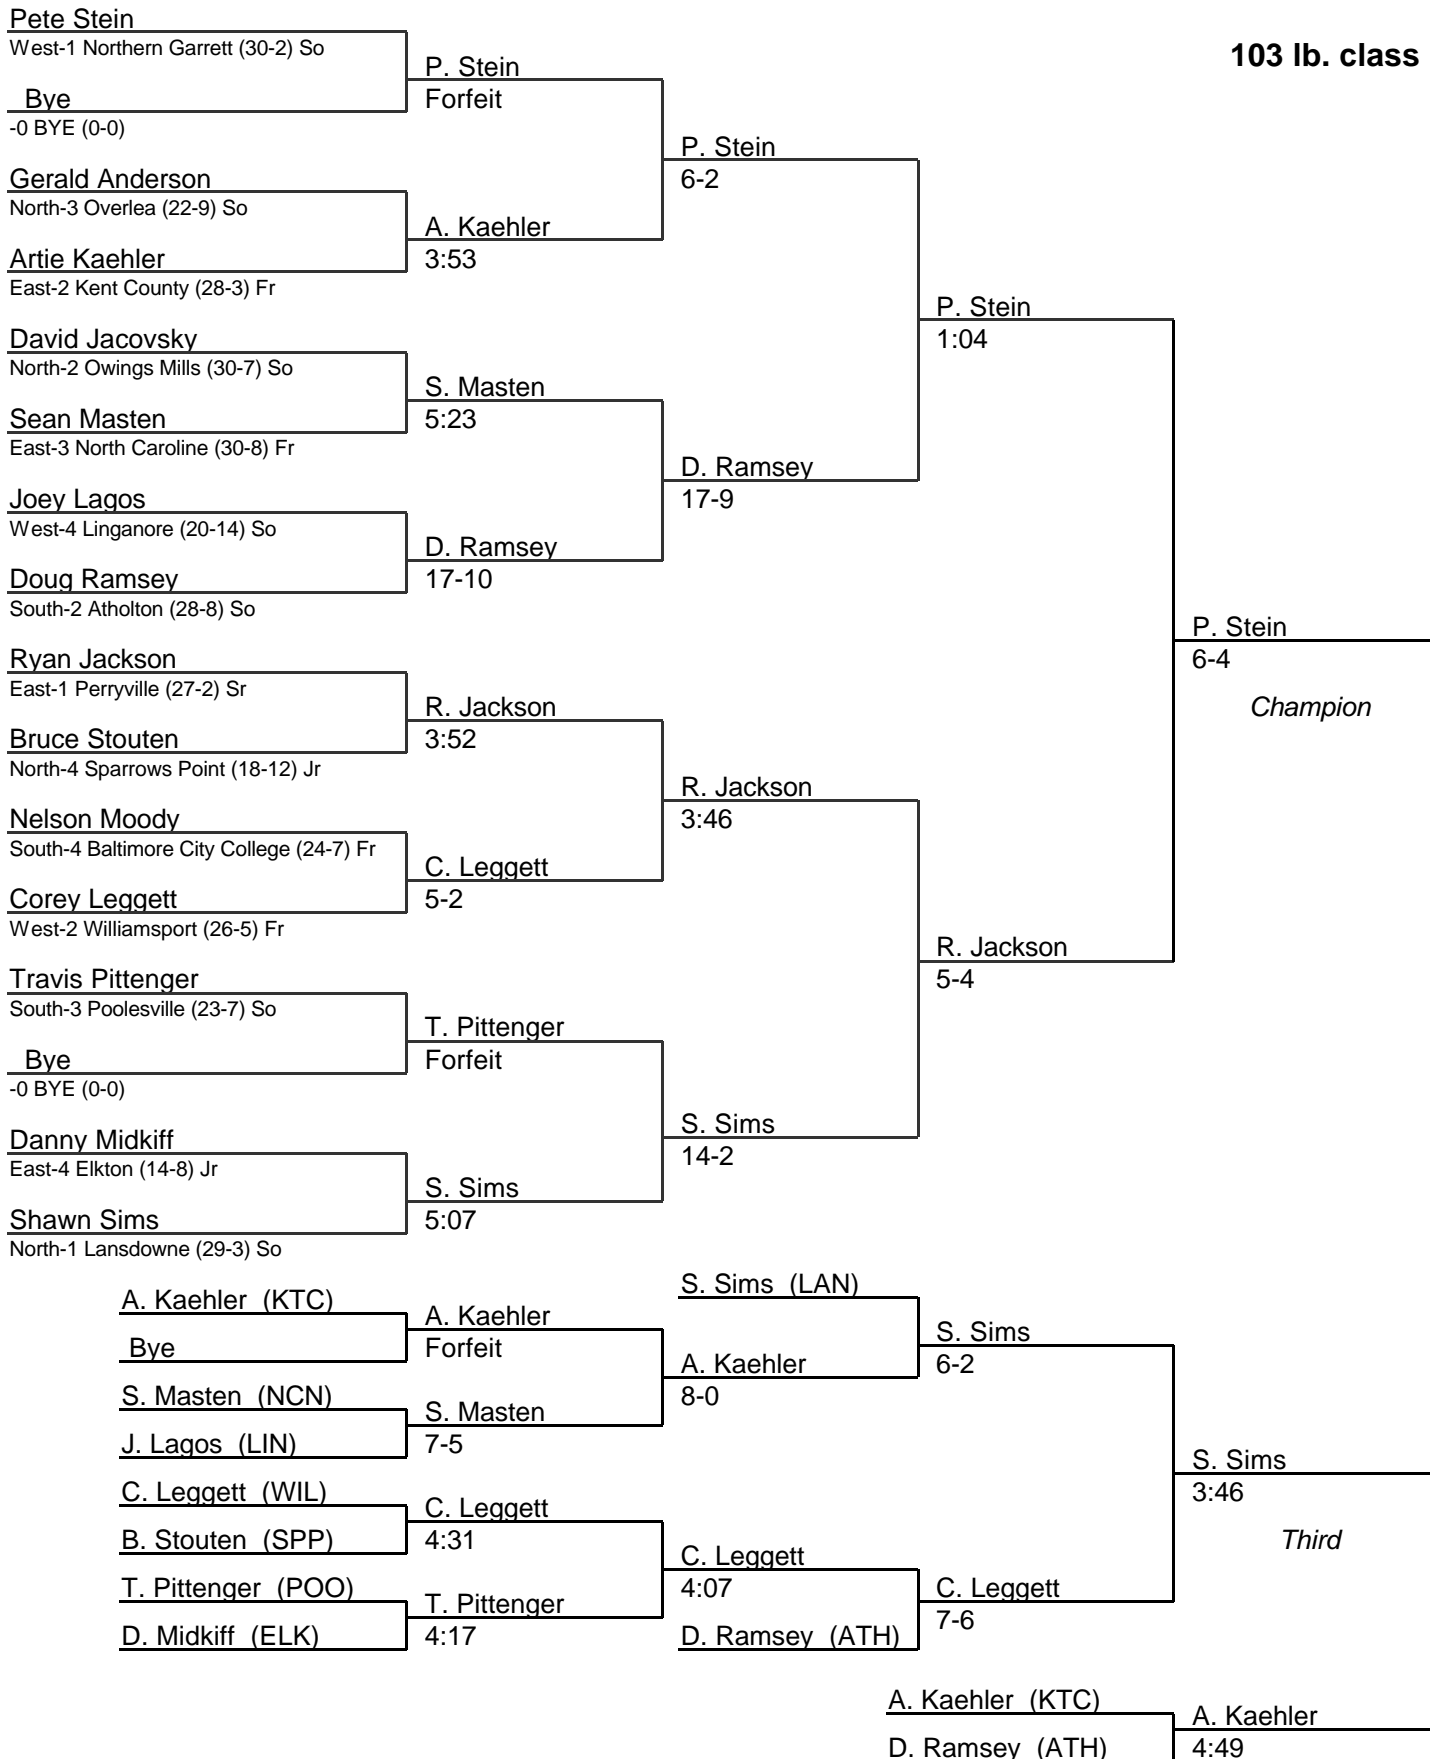 103 lb. class
Pete Stein
West-1 Northern Garrett (30-2) So
Bye
-0 BYE (0-0)
Gerald Anderson
North-3 Overlea (22-9) So
Artie Kaehler
East-2 Kent County (28-3) Fr
David Jacovsky
North-2 Owings Mills (30-7) So
Sean Masten
East-3 North Caroline (30-8) Fr
Joey Lagos
West-4 Linganore (20-14) So
Doug Ramsey
South-2 Atholton (28-8) So
Ryan Jackson
East-1 Perryville (27-2) Sr
Bruce Stouten
North-4 Sparrows Point (18-12) Jr
Nelson Moody
South-4 Baltimore City College (24-7) Fr
Corey Leggett
West-2 Williamsport (26-5) Fr
Travis Pittenger
South-3 Poolesville (23-7) So
Bye
-0 BYE (0-0)
Danny Midkiff
East-4 Elkton (14-8) Jr
Shawn Sims
North-1 Lansdowne (29-3) So
P. Stein
Forfeit
A. Kaehler
3:53
S. Masten
5:23
D. Ramsey
17-10
R. Jackson
3:52
C. Leggett
5-2
T. Pittenger
Forfeit
S. Sims
5:07
P. Stein
6-2
D. Ramsey
17-9
R. Jackson
3:46
S. Sims
14-2
P. Stein
1:04
R. Jackson
5-4
P. Stein
6-4
Champion
A. Kaehler (KTC)
Bye
S. Masten (NCN)
J. Lagos (LIN)
C. Leggett (WIL)
B. Stouten (SPP)
T. Pittenger (POO)
D. Midkiff (ELK)
A. Kaehler
Forfeit
S. Masten
7-5
C. Leggett
4:31
T. Pittenger
4:17
S. Sims (LAN)
A. Kaehler
8-0
C. Leggett
4:07
D. Ramsey (ATH)
S. Sims
6-2
C. Leggett
7-6
S. Sims
3:46
Third
A. Kaehler (KTC)
D. Ramsey (ATH)
A. Kaehler
4:49